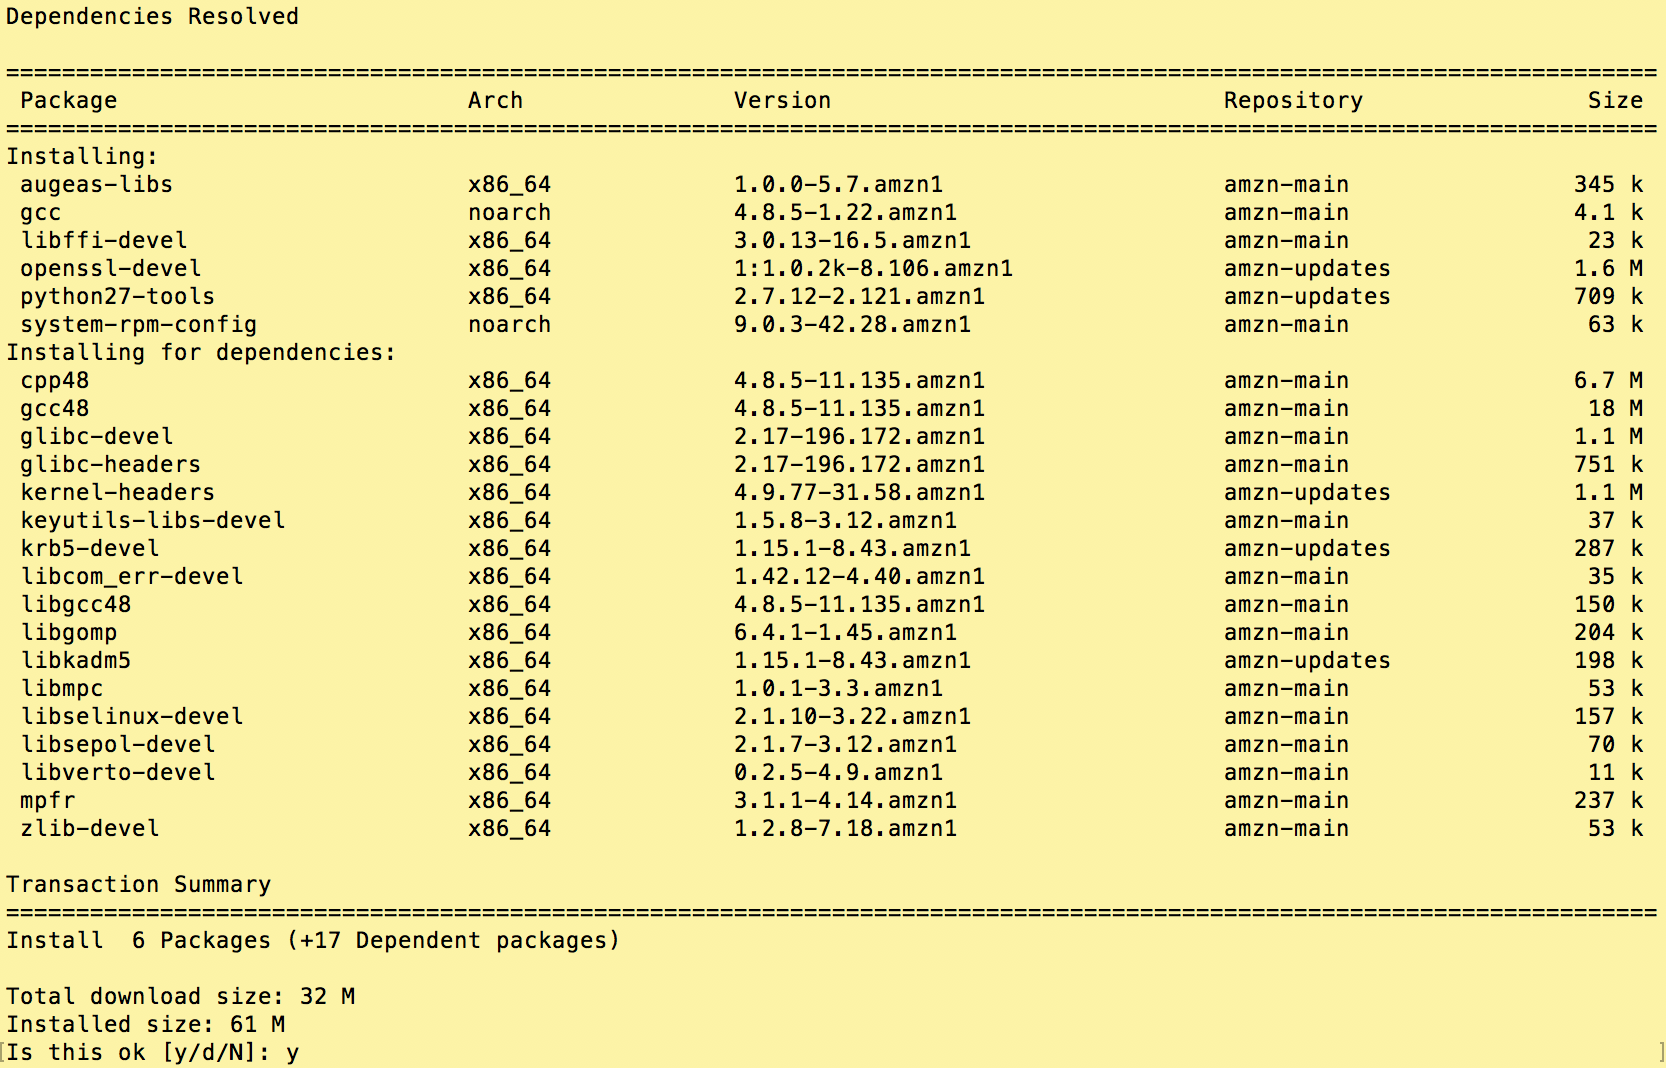 Dependencies Resolved
======================================================================================================================
Package Arch Version Repository Size
======================================================================================================================
Installing:
augeas-libs x86_64 1.0.0-5.7.amzn1 amzn-main 345 k
gcc noarch 4.8.5-1.22.amzn1 amzn-main 4.1 k
libffi-devel x86_64 3.0.13-16.5.amzn1 amzn-main 23 k
openssl-devel x86_64 1:1.0.2k-8.106.amzn1 amzn-updates 1.6 M
python27-tools x86_64 2.7.12-2.121.amzn1 amzn-updates 709 k
system-rpm-config noarch 9.0.3-42.28.amzn1 amzn-main 63 k
Installing for dependencies:
cpp48 x86_64 4.8.5-11.135.amzn1 amzn-main 6.7 M
gcc48 x86_64 4.8.5-11.135.amzn1 amzn-main 18 M
glibc-devel x86_64 2.17-196.172.amzn1 amzn-main 1.1 M
glibc-headers x86_64 2.17-196.172.amzn1 amzn-main 751 k
kernel-headers x86_64 4.9.77-31.58.amzn1 amzn-updates 1.1 M
keyutils-libs-devel x86_64 1.5.8-3.12.amzn1 amzn-main 37 k
krb5-devel x86_64 1.15.1-8.43.amzn1 amzn-updates 287 k
libcom_err-devel x86_64 1.42.12-4.40.amzn1 amzn-main 35 k
libgcc48 x86_64 4.8.5-11.135.amzn1 amzn-main 150 k
libgomp x86_64 6.4.1-1.45.amzn1 amzn-main 204 k
libkadm5 x86_64 1.15.1-8.43.amzn1 amzn-updates 198 k
libmpc x86_64 1.0.1-3.3.amzn1 amzn-main 53 k
libselinux-devel x86_64 2.1.10-3.22.amzn1 amzn-main 157 k
libsepol-devel x86_64 2.1.7-3.12.amzn1 amzn-main 70 k
libverto-devel x86_64 0.2.5-4.9.amzn1 amzn-main 11 k
mpfr x86_64 3.1.1-4.14.amzn1 amzn-main 237 k
zlib-devel x86_64 1.2.8-7.18.amzn1 amzn-main 53 k
Transaction Summary
======================================================================================================================
Install 6 Packages (+17 Dependent packages)
Total download size: 32 M
Installed size: 61 M
[Is this ok [y/d/N]: y ]